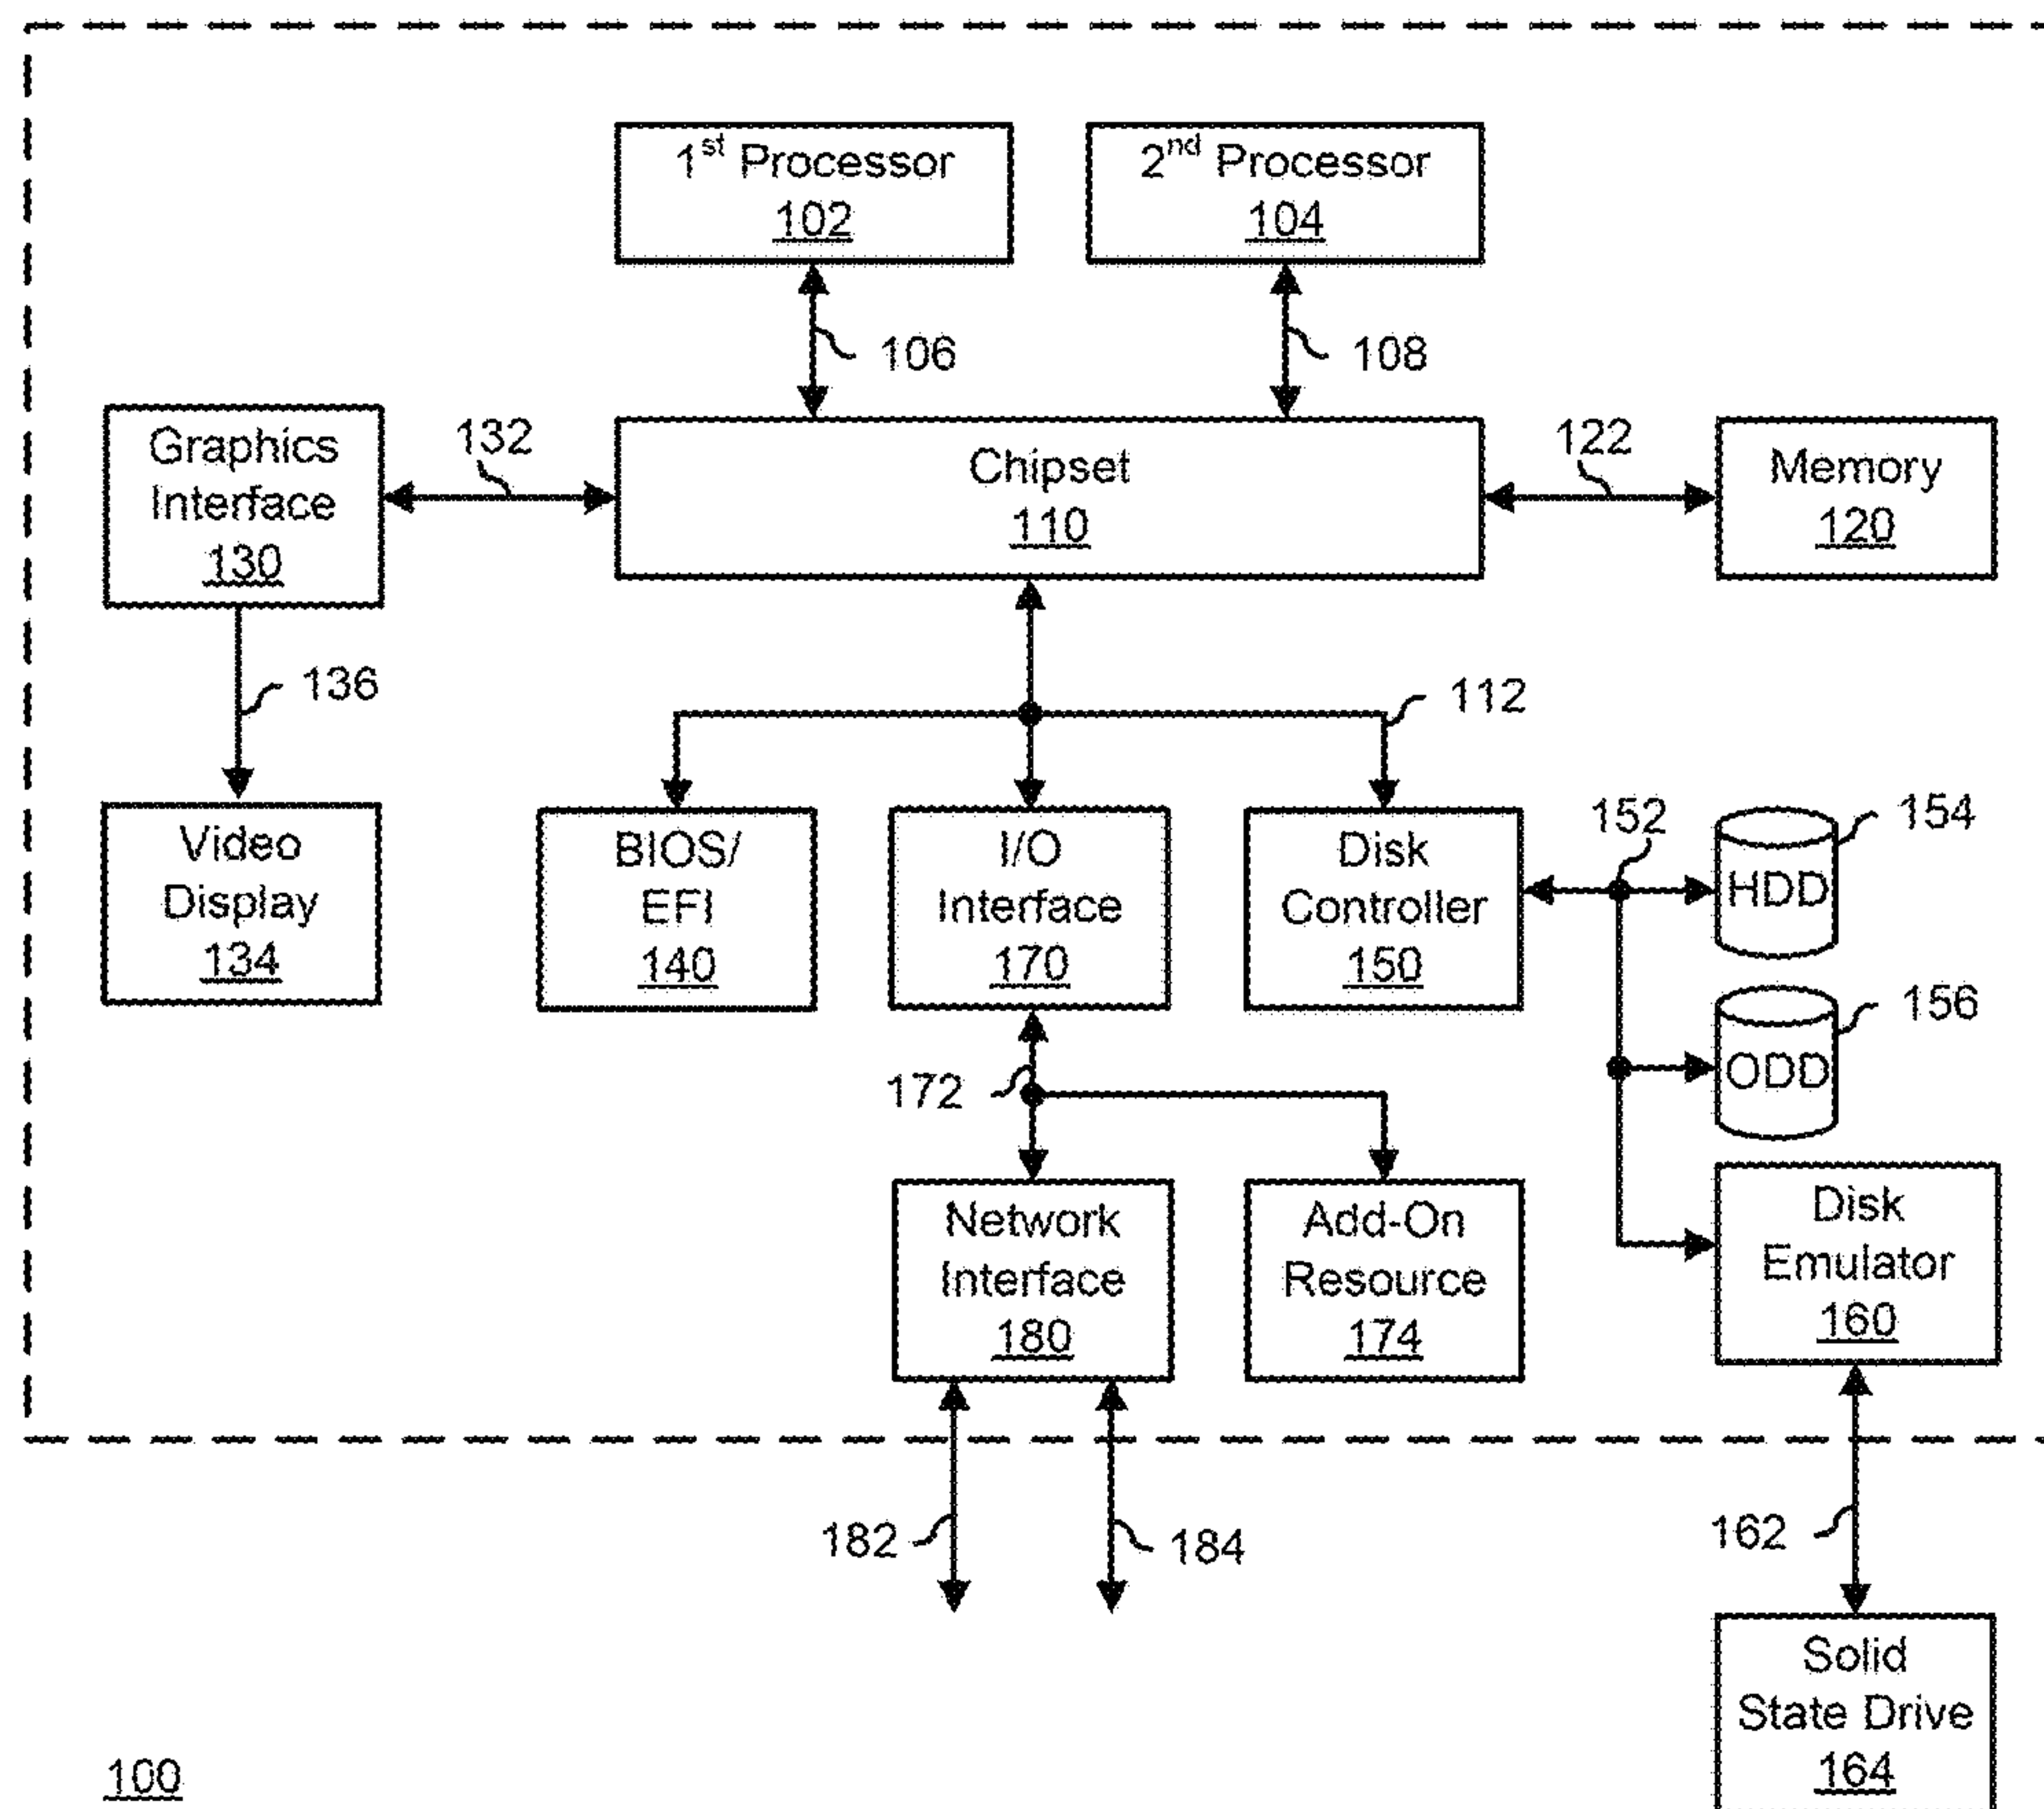 1st Processor
102
2nd Processor
104
106
108
Graphics
Interface
130
132
Chipset
110
122
Memory
120
136
112
Video
Display
134
BIOS/
EFI
140
I/O
Interface
170
Disk
Controller
150
152
154
HDD
156
ODD
172
Network
Interface
180
Add-On
Resource
174
Disk
Emulator
160
182
184
162
Solid
State Drive
164
100